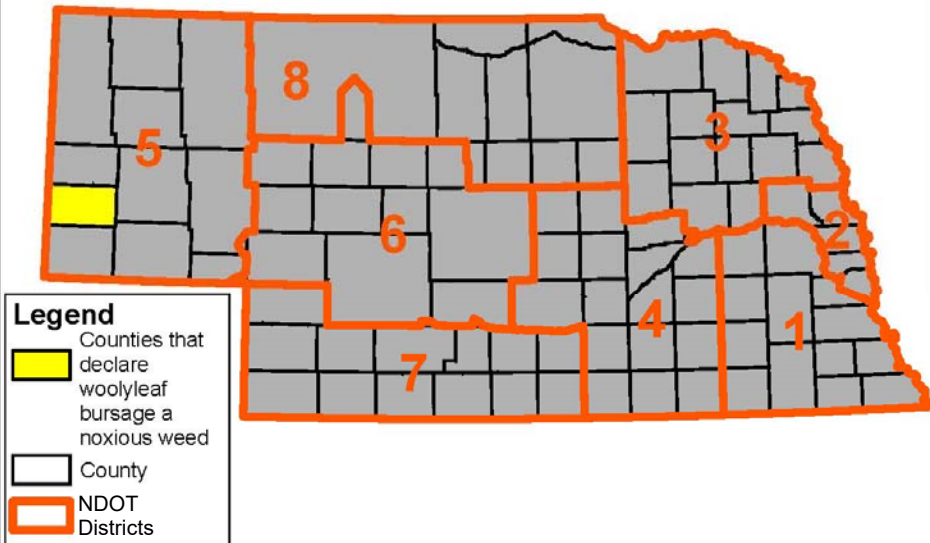 8
3
5
2
6
4
1
7
Legend
Counties that
declare
woolyleaf
bursage a
noxious weed
County
NDOT
Districts